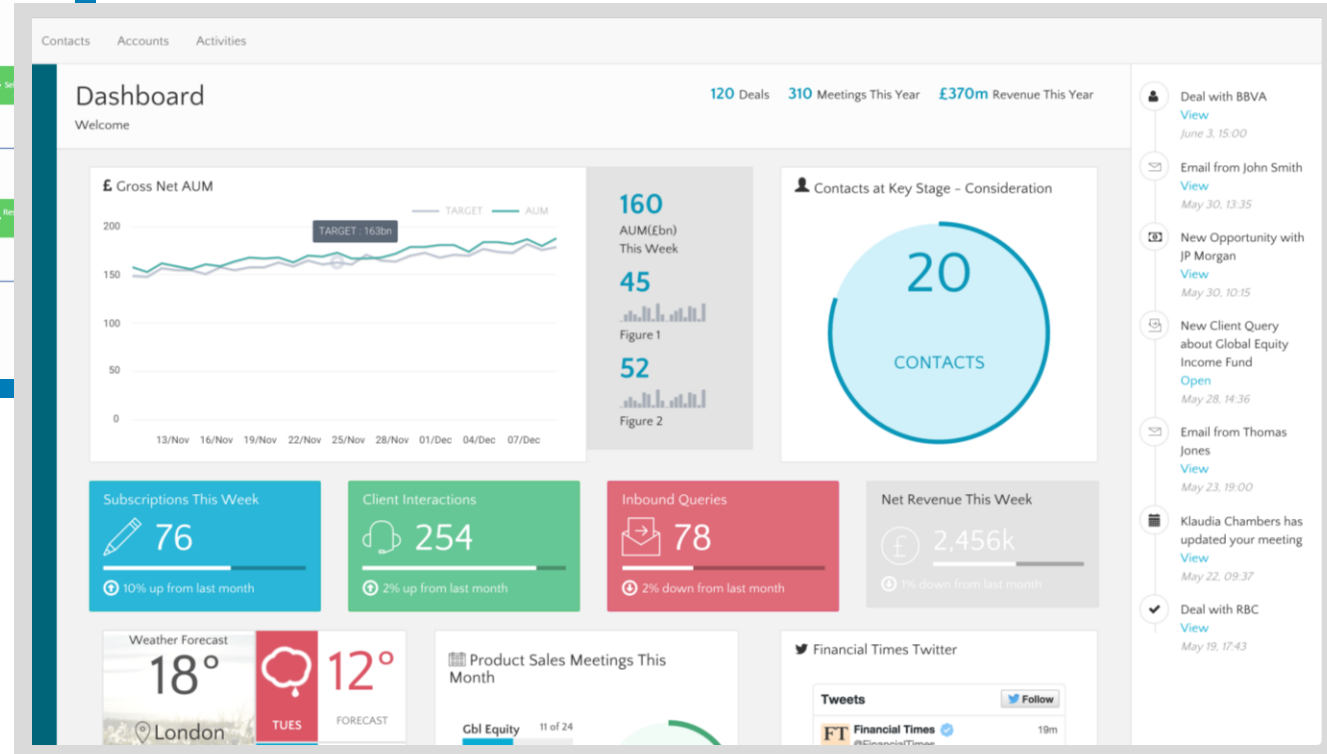 Contacts Accounts Activities
Dashboard
Welcome
120 Deals 310 Meetings This Year £370m Revenue This Year
£ Gross Net AUM
TARGET AUM
TARGET : 163bn
200
150
100
50
0
13/Nov 16/Nov 19/Nov 22/Nov 25/Nov 28/Nov 01/Dec 04/Dec 07/Dec
160
AUM(£bn)
This Week
45
Figure 1
52
Figure 2
Contacts at Key Stage - Consideration
20
CONTACTS
Subscriptions This Week
76
10% up from last month
Client Interactions
254
2% up from last month
Inbound Queries
78
2% down from last month
Net Revenue This Week
£
2,456k
1% down from last month
Weather Forecast
18°
London
TUES
12°
FORECAST
Product Sales Meetings This
Month
Gbl Equity 11 of 24
Financial Times Twitter
Tweets
Follow
FT Financial Times 19m
@FinancialTimes
Deal with BBVA
View
June 3, 15:00
Email from John Smith
View
May 30, 13:35
New Opportunity with
JP Morgan
View
May 30, 10:15
New Client Query
about Global Equity
Income Fund
Open
May 28, 14:36
Email from Thomas
Jones
View
May 23, 19:00
Klaudia Chambers has
updated your meeting
View
May 22, 09:37
Deal with RBC
View
May 19, 17:43